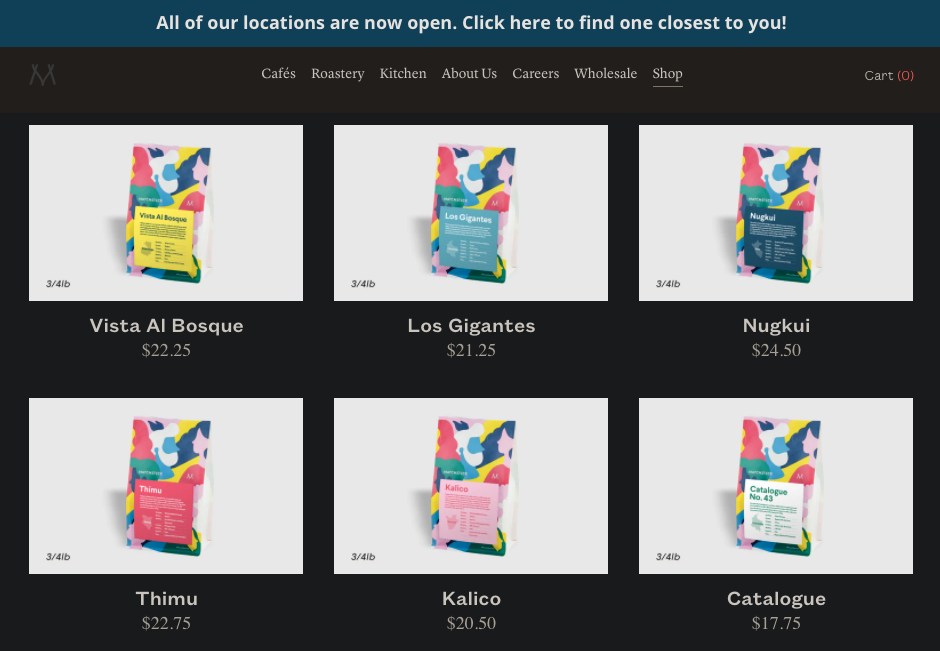 All of our locations are now open. Click here to find one closest to you!
Cafés Roastery Kitchen About Us Careers Wholesale Shop Cart (0)
Vista Al Bosque
3/4lb
Los Gigantes
3/4lb
Nugkui
3/4lb
Vista Al Bosque
$22.25
Los Gigantes
$21.25
Nugkui
$24.50
Thimu
3/4lb
Kalico
3/4lb
Catalogue
No. 43
3/4lb
Thimu
$22.75
Kalico
$20.50
Catalogue
$17.75